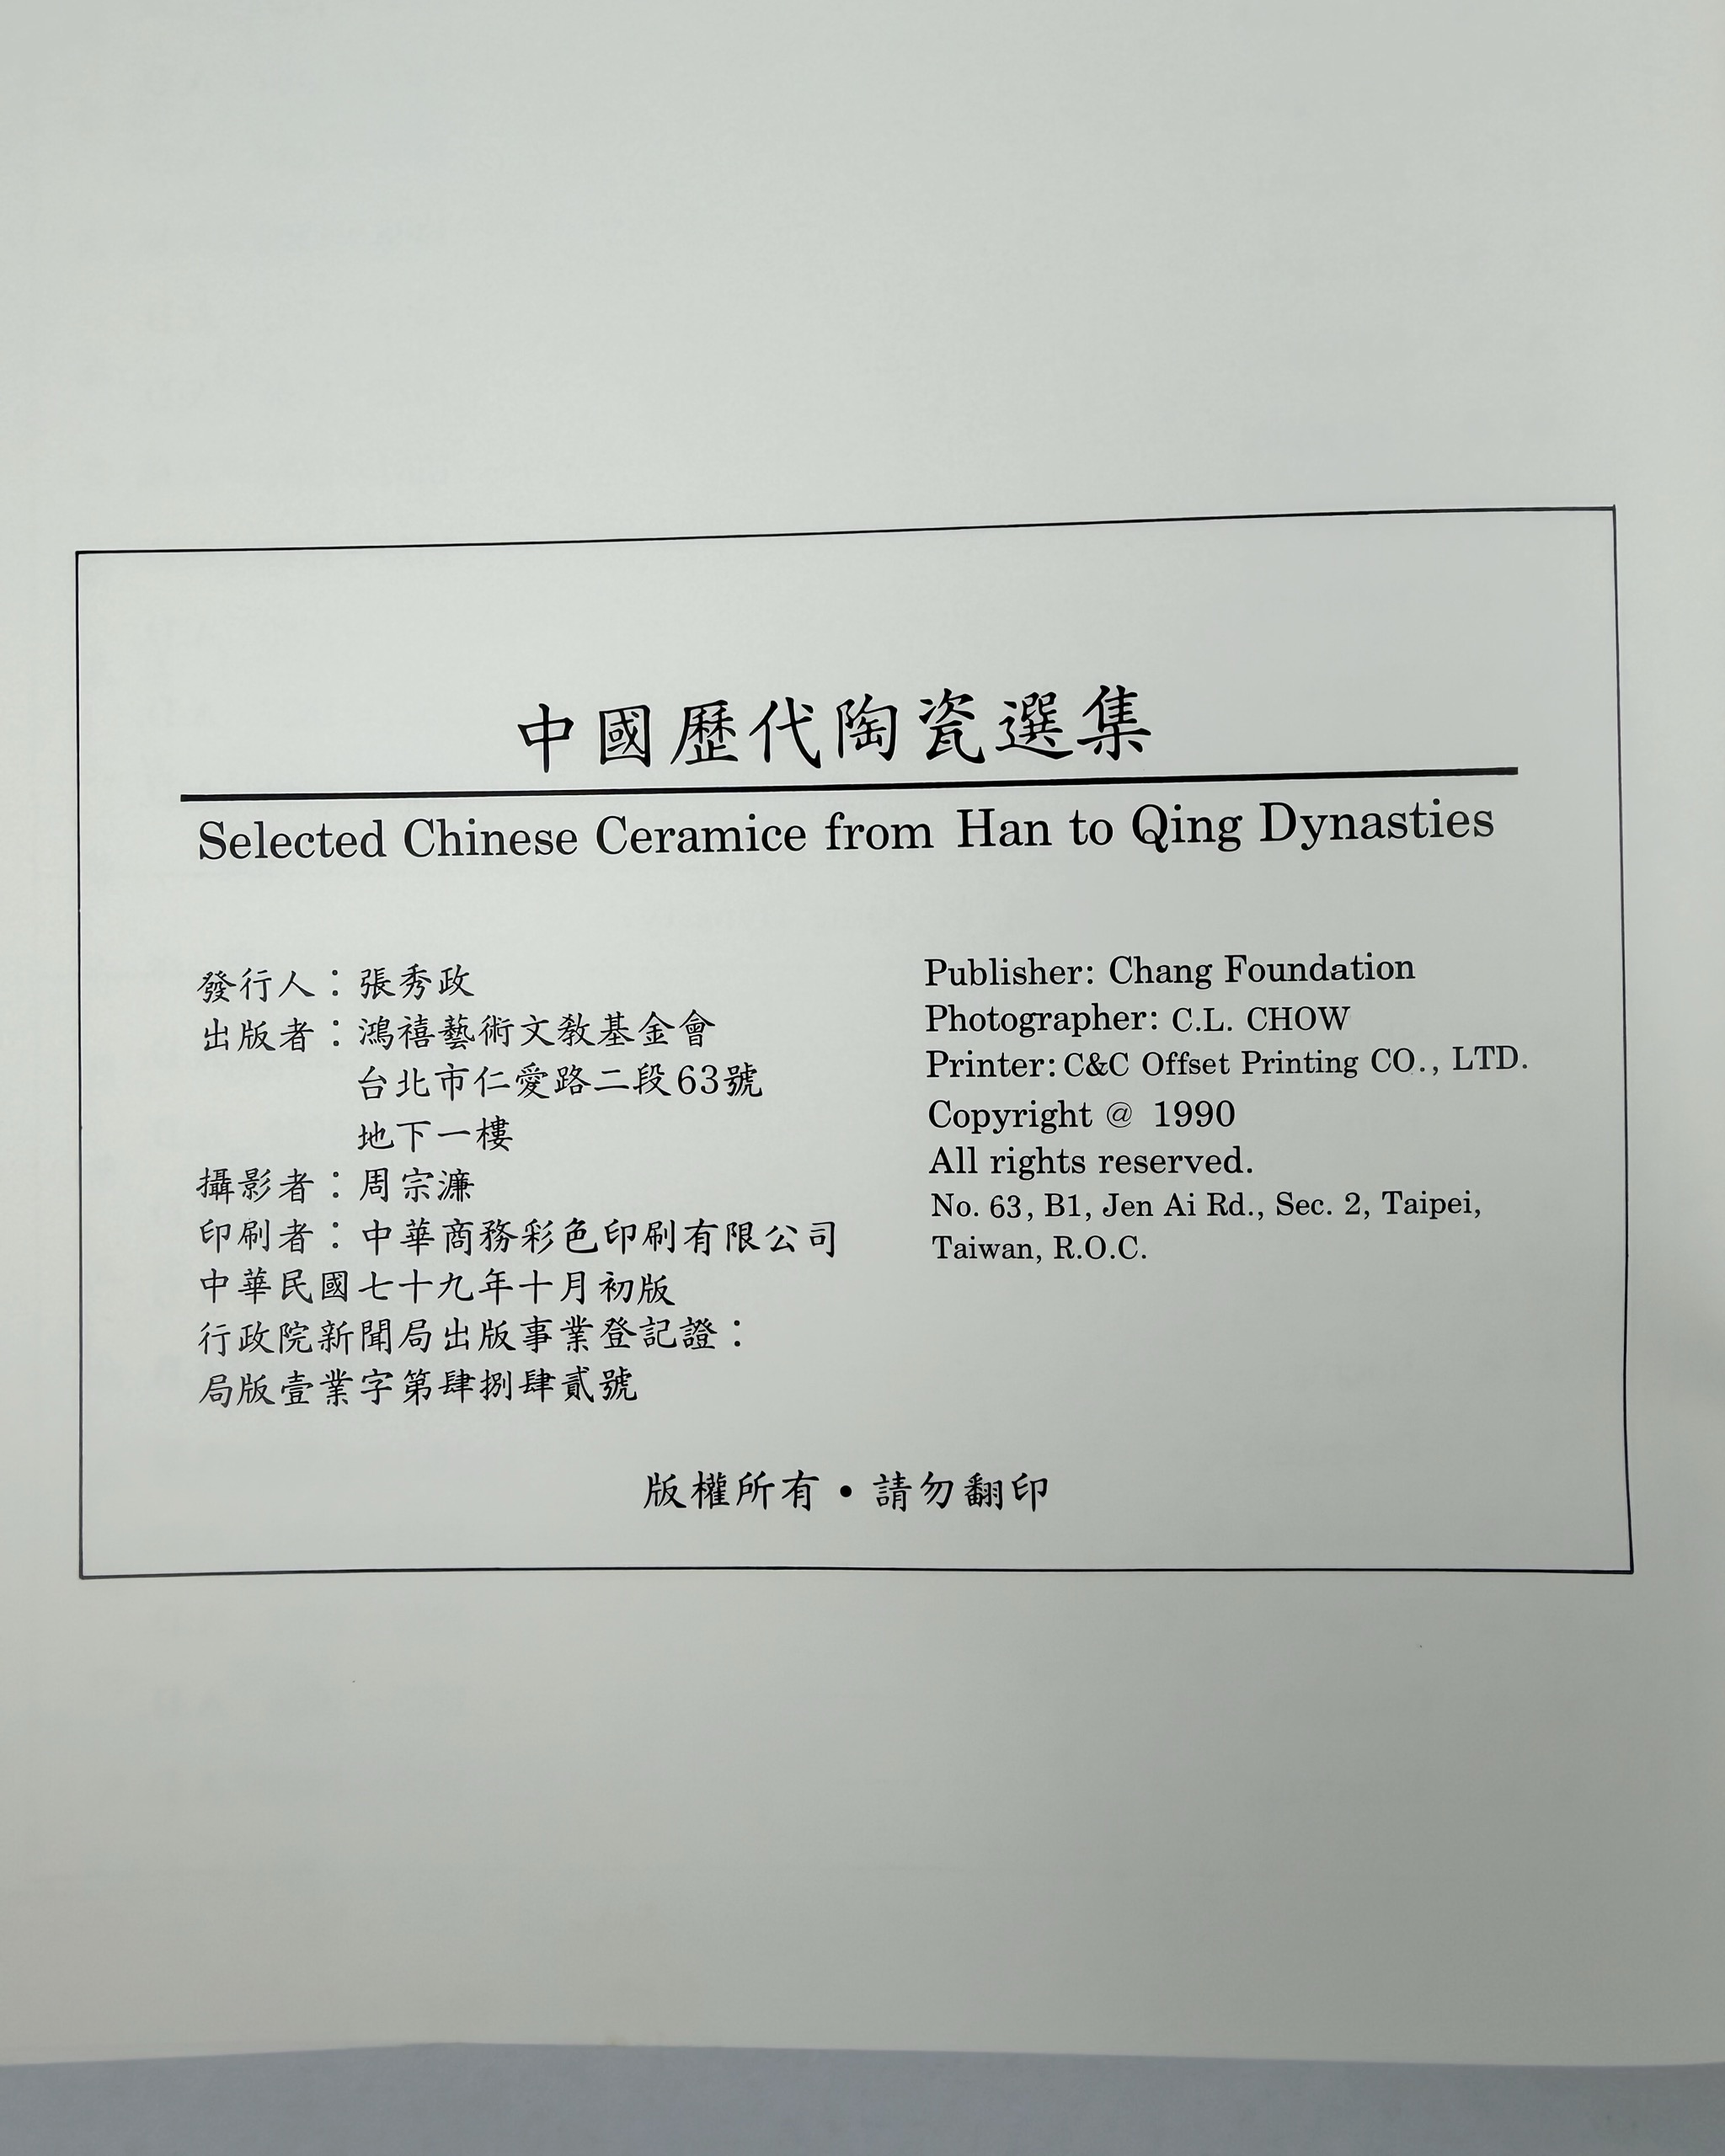 中國歷代陶瓷選集
Selected Chinese Ceramice from Han to Qing Dynasties
發行人：張秀政
出版者：鴻禧藝術文教基金會
台北市仁愛路二段63號
地下一樓
攝影者：周宗濂
印刷者：中華商務彩色印刷有限公司
中華民國七十九年十月初版
行政院新聞局出版事業登記證：
局版壹業字第肆捌肆貳號
Publisher: Chang Foundation
Photographer: C.L. CHOW
Printer: C&C Offset Printing CO., LTD.
Copyright @ 1990
All rights reserved.
No. 63, B1, Jen Ai Rd., Sec. 2, Taipei,
Taiwan, R.O.C.
版權所有•請勿翻印